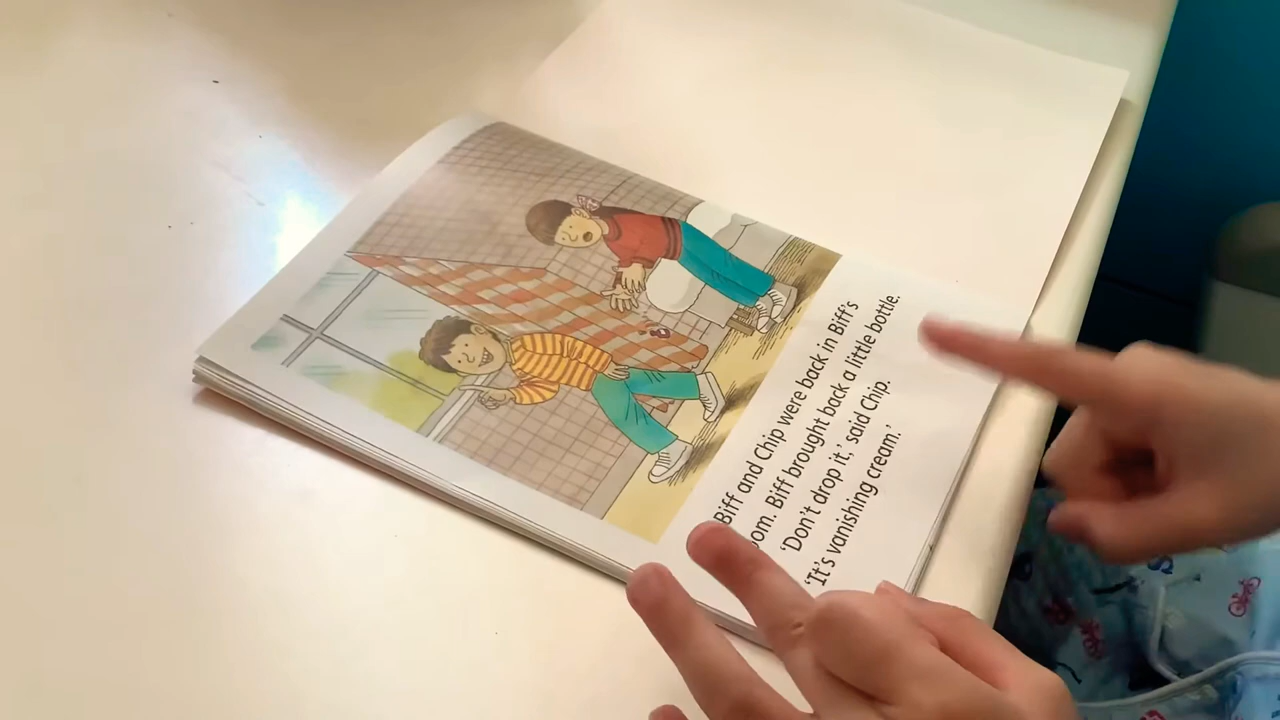 Biff and Chip were back in Biff's
oom. Biff brought back a little bottle.
'Don't drop it,' said Chip.
'It's vanishing cream.'